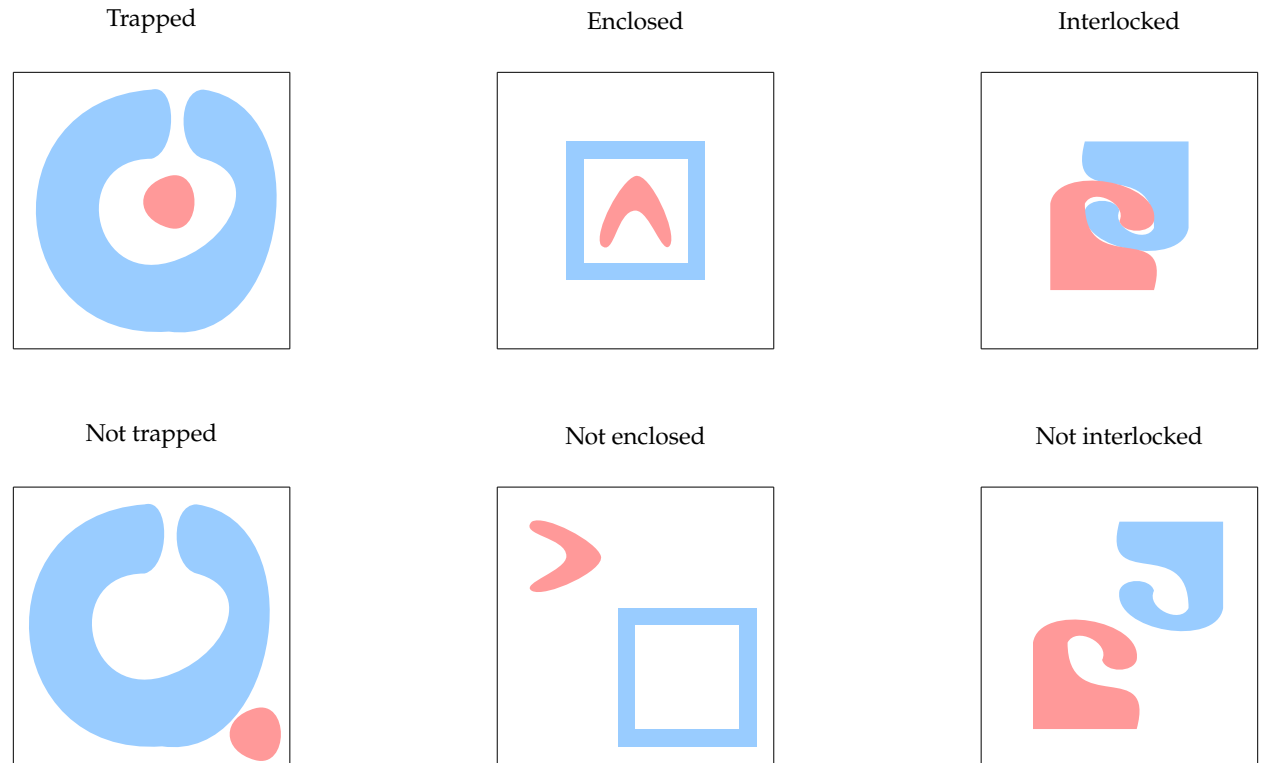 Trapped
Enclosed
Interlocked
Not trapped
Not enclosed
Not interlocked